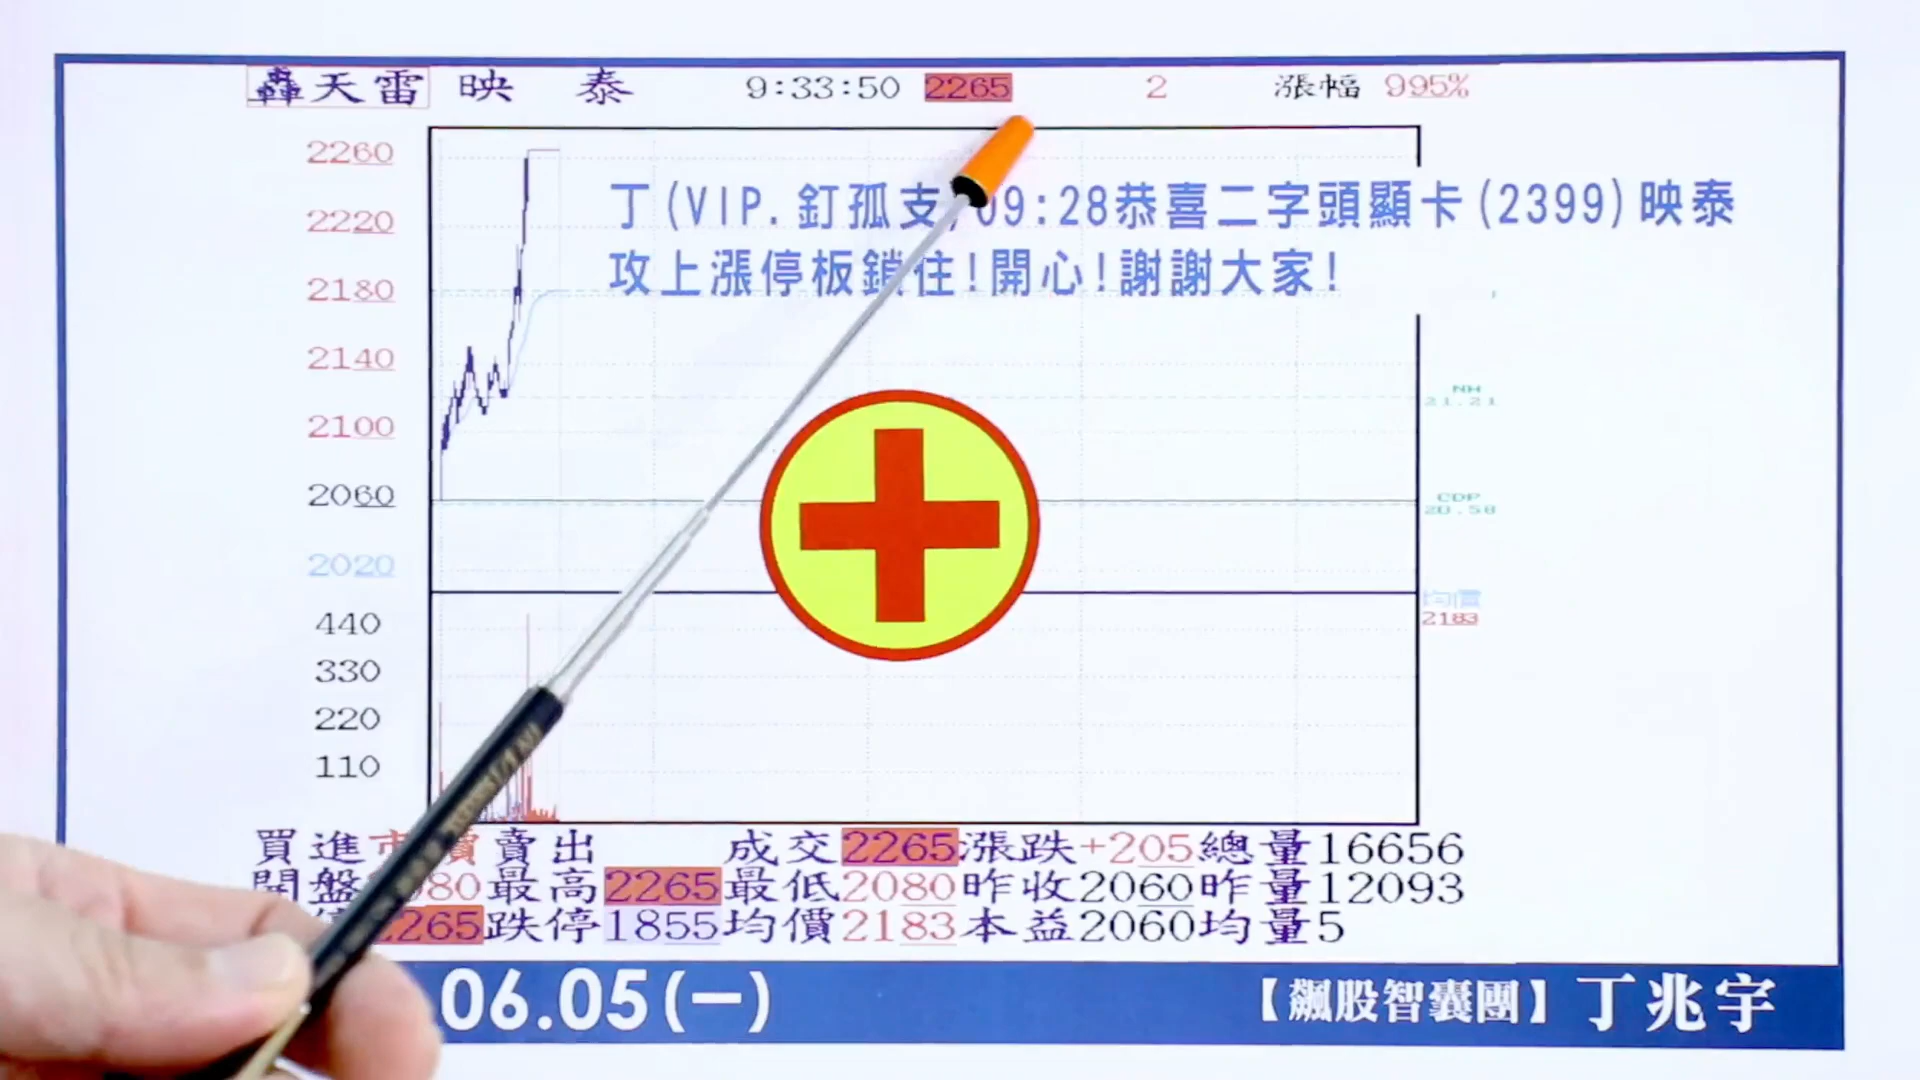 轟天雷 映 泰 9:33:50 2265 2 漲幅 995%
2260
2220
2180
2140
2100
2060
2020
440
330
220
110
丁(VIP.釘孤支)09:28恭喜二字頭顯卡(2399)映泰
攻上漲停板鎖住!開心!謝謝大家!
NH
21.21
CDP
20.58
均價
2183
買進市 賣出 成交2265漲跌+205總量16656
開盤 080最高2265最低2080昨收2060昨量12093
停2265跌停1855均價2183本益2060均量5
06.05(一)
【飆股智囊團】丁兆宇